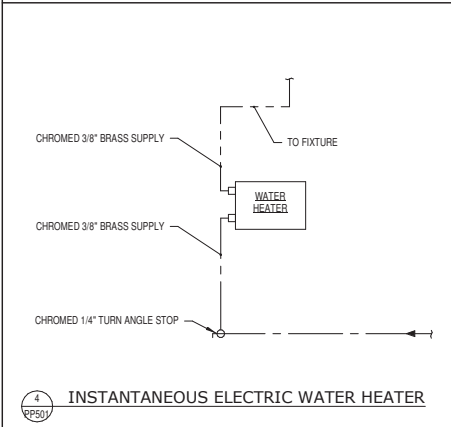 CHROMED 3/8" BRASS SUPPLY
TO FIXTURE
WATER
HEATER
CHROMED 3/8" BRASS SUPPLY
CHROMED 1/4" TURN ANGLE STOP
4
PP501
INSTANTANEOUS ELECTRIC WATER HEATER